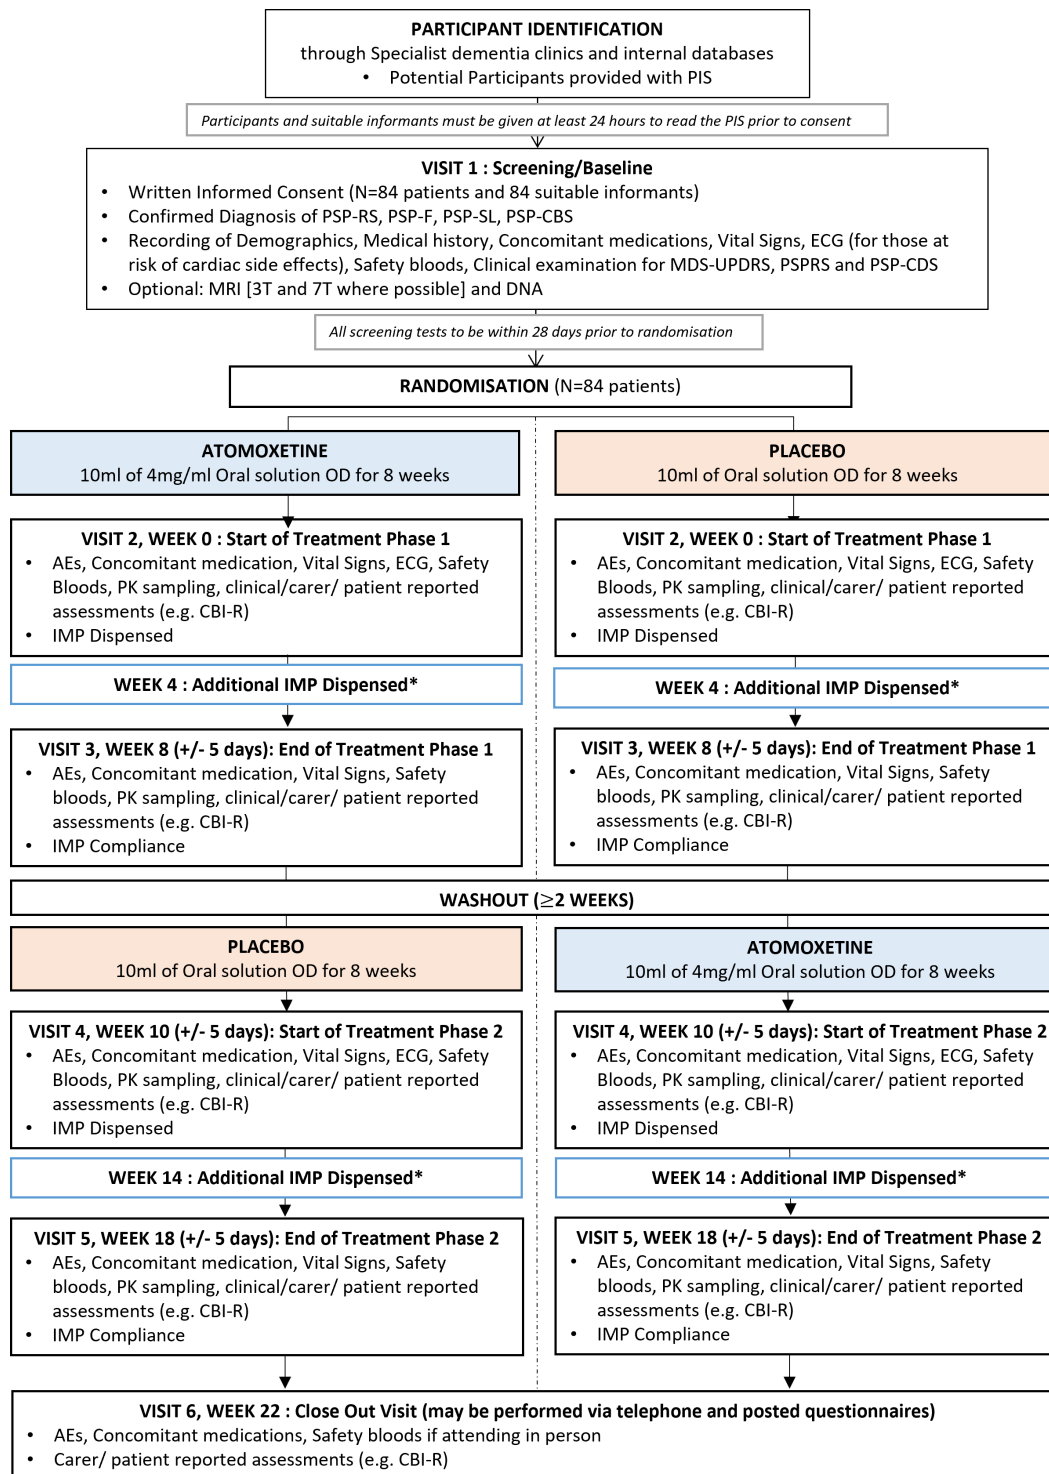 PARTICIPANT IDENTIFICATION
through Specialist dementia clinics and internal databases
• Potential Participants provided with PIS
Participants and suitable informants must be given at least 24 hours to read the PIS prior to consent
VISIT 1 : Screening/Baseline
• Written Informed Consent (N=84 patients and 84 suitable informants)
• Confirmed Diagnosis of PSP-RS, PSP-F, PSP-SL, PSP-CBS
• Recording of Demographics, Medical history, Concomitant medications, Vital Signs, ECG (for those at
risk of cardiac side effects), Safety bloods, Clinical examination for MDS-UPDRS, PSPRS and PSP-CDS
• Optional: MRI [3T and 7T where possible] and DNA
All screening tests to be within 28 days prior to randomisation
RANDOMISATION (N=84 patients)
ATOMOXETINE
10ml of 4mg/ml Oral solution OD for 8 weeks
VISIT 2, WEEK 0 : Start of Treatment Phase 1
• AEs, Concomitant medication, Vital Signs, ECG, Safety
Bloods, PK sampling, clinical/carer/ patient reported
assessments (e.g. CBI-R)
• IMP Dispensed
WEEK 4 : Additional IMP Dispensed*
VISIT 3, WEEK 8 (+/- 5 days): End of Treatment Phase 1
• AEs, Concomitant medication, Vital Signs, Safety
bloods, PK sampling, clinical/carer/ patient reported
assessments (e.g. CBI-R)
• IMP Compliance
PLACEBO
10ml of Oral solution OD for 8 weeks
VISIT 2, WEEK 0 : Start of Treatment Phase 1
• AEs, Concomitant medication, Vital Signs, ECG, Safety
Bloods, PK sampling, clinical/carer/ patient reported
assessments (e.g. CBI-R)
• IMP Dispensed
WEEK 4 : Additional IMP Dispensed*
VISIT 3, WEEK 8 (+/- 5 days): End of Treatment Phase 1
• AEs, Concomitant medication, Vital Signs, Safety
bloods, PK sampling, clinical/carer/ patient reported
assessments (e.g. CBI-R)
• IMP Compliance
WASHOUT (≥2 WEEKS)
PLACEBO
10ml of Oral solution OD for 8 weeks
VISIT 4, WEEK 10 (+/- 5 days): Start of Treatment Phase 2
• AEs, Concomitant medication, Vital Signs, ECG, Safety
Bloods, PK sampling, clinical/carer/ patient reported
assessments (e.g. CBI-R)
• IMP Dispensed
WEEK 14 : Additional IMP Dispensed*
VISIT 5, WEEK 18 (+/- 5 days): End of Treatment Phase 2
• AEs, Concomitant medication, Vital Signs, Safety
bloods, PK sampling, clinical/carer/ patient reported
assessments (e.g. CBI-R)
• IMP Compliance
ATOMOXETINE
10ml of 4mg/ml Oral solution OD for 8 weeks
VISIT 4, WEEK 10 (+/- 5 days): Start of Treatment Phase 2
• AEs, Concomitant medication, Vital Signs, ECG, Safety
Bloods, PK sampling, clinical/carer/ patient reported
assessments (e.g. CBI-R)
• IMP Dispensed
WEEK 14 : Additional IMP Dispensed*
VISIT 5, WEEK 18 (+/- 5 days): End of Treatment Phase 2
• AEs, Concomitant medication, Vital Signs, Safety
bloods, PK sampling, clinical/carer/ patient reported
assessments (e.g. CBI-R)
• IMP Compliance
VISIT 6, WEEK 22 : Close Out Visit (may be performed via telephone and posted questionnaires)
• AEs, Concomitant medications, Safety bloods if attending in person
• Carer/ patient reported assessments (e.g. CBI-R)